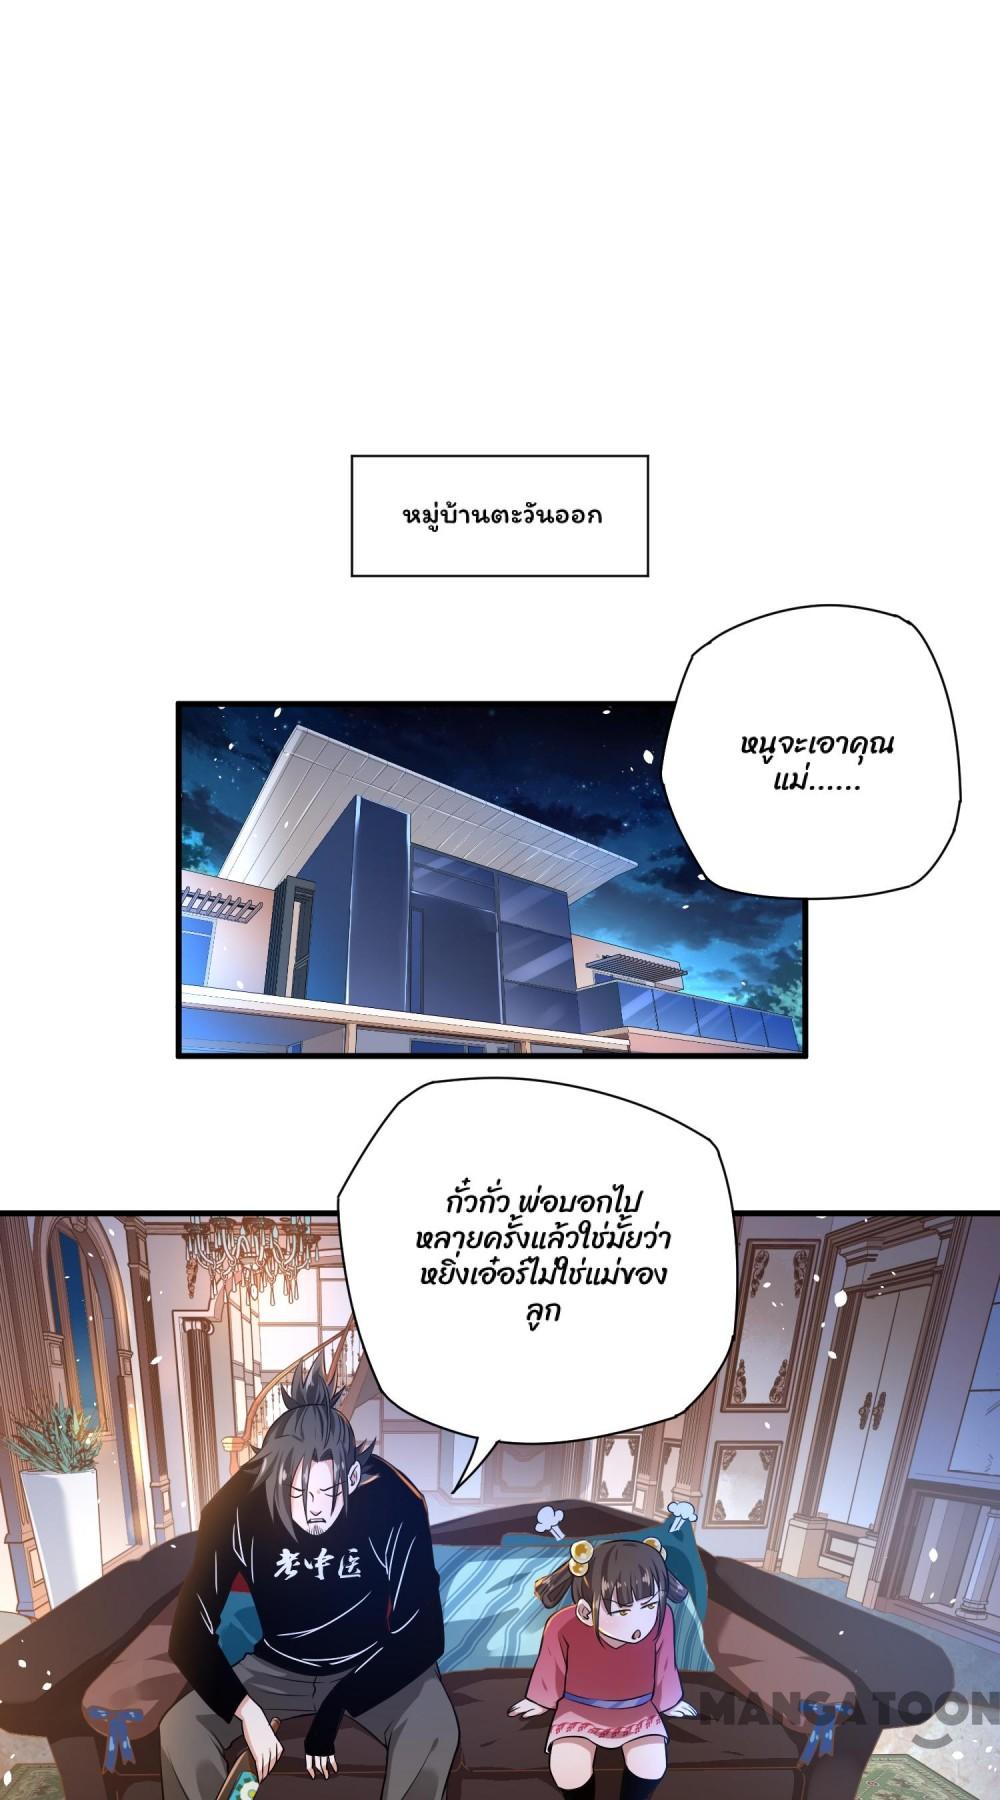 หมู่บ้านตะวันออก
หนูจะเอาคุณ
แม่......
กั๋วกั่ว พ่อบอกไป
หลายครั้งแล้วใช่มั้ยว่า
หยิ่งเอ๋อร์ไม่ใช่แม่ของ
ลูก
老中医
MANGATOON